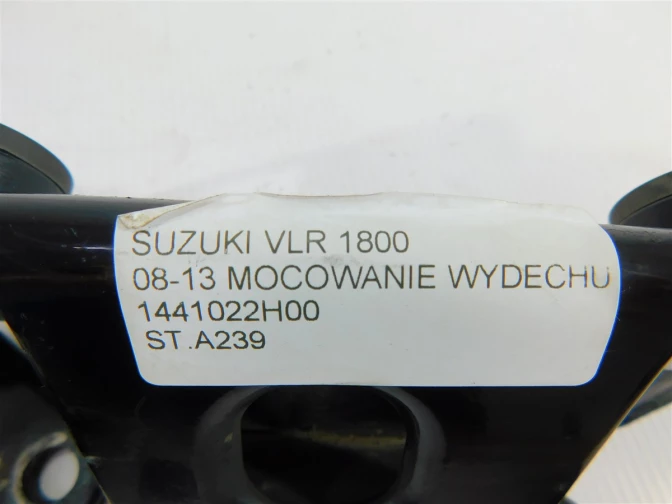 SUZUKI VLR 1800
08-13 MOCOWANIE WYDECHU
1441022H00
ST.A239